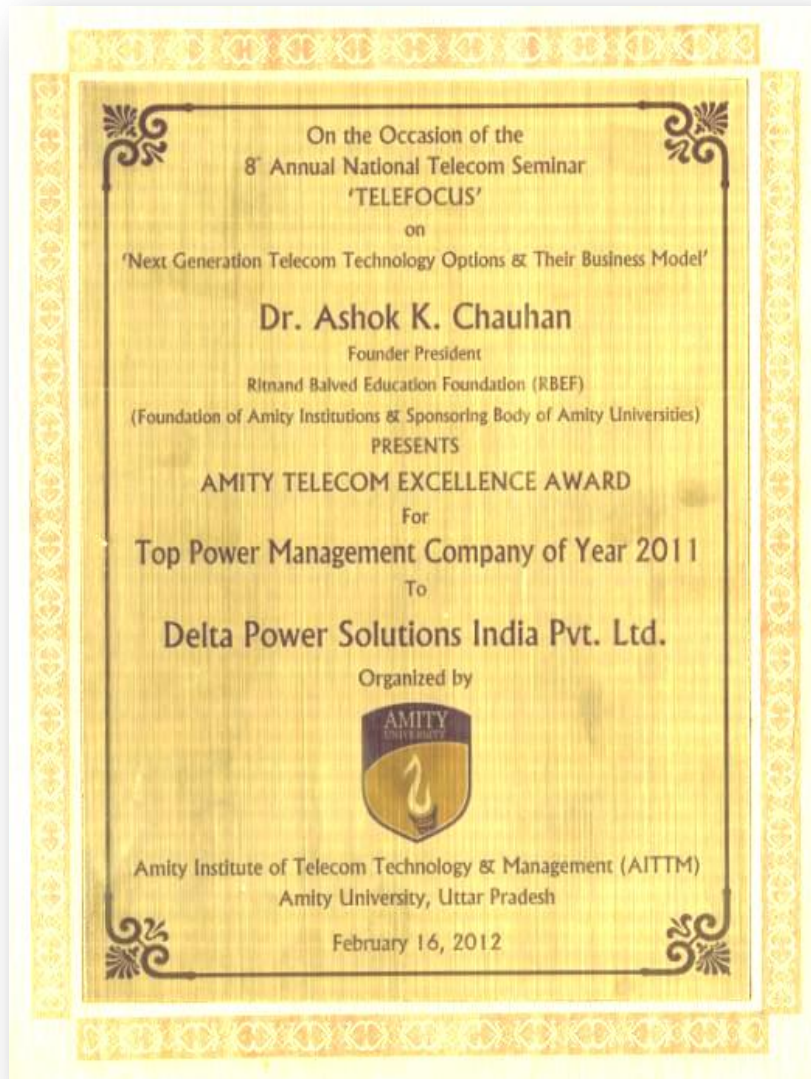 On the Occasion of the
8" Annual National Telecom Seminar
'TELEFOCUS'
on
'Next Generation Telecom Technology Options & Their Business Model'
Dr. Ashok K. Chauhan
Founder President
Ritnand Balved Education Foundation (RBEF)
(Foundation of Amity Institutions & Sponsoring Body of Amity Universities)
PRESENTS
AMITY TELECOM EXCELLENCE AWARD
For
Top Power Management Company of Year 2011
To
Delta Power Solutions India Pvt. Ltd.
Organized by
AMITY
UNIVERSITY
Amity Institute of Telecom Technology & Management (AITTM)
Amity University, Uttar Pradesh
February 16, 2012